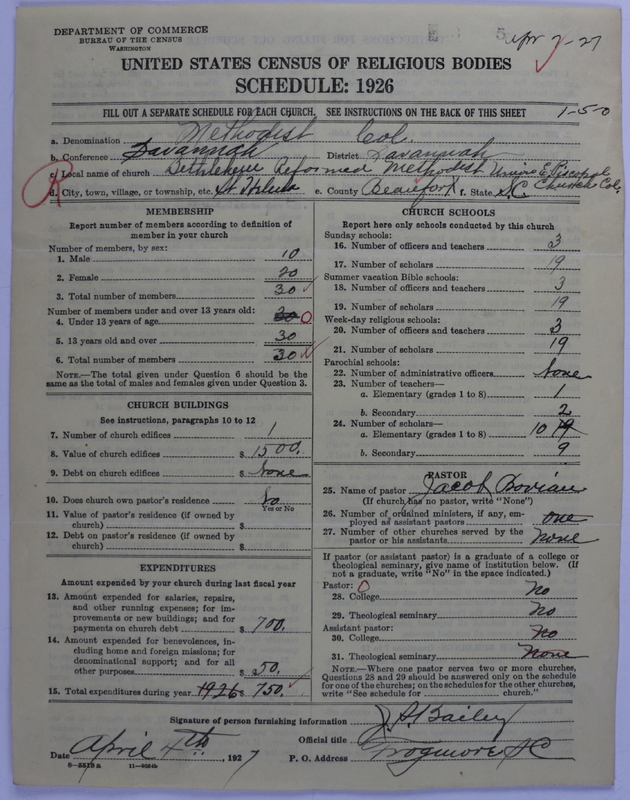 DEPARTMENT OF COMMERCE
BUREAU OF THE CENSUS
WASHINGTON
Apr 7-27
UNITED STATES CENSUS OF RELIGIOUS BODIES
SCHEDULE: 1926
FILL OUT A SEPARATE SCHEDULE FOR EACH CHURCH. SEE INSTRUCTIONS ON THE BACK OF THIS SHEET
1-5-0
a. Denomination Methodist Col.
b. Conference Savannah District Savannah
c. Local name of church Bethlehem Reformed Methodist Union Episcopal Church Col.
d. City, town, village, or township, etc. St Helena e. County Beaufort f. State S.C
MEMBERSHIP
Report number of members according to definition of member in your church
Number of members, by sex:
1. Male 10
2. Female 20
3. Total number of members 30
Number of members under and over 13 years old:
4. Under 13 years of age 0
5. 13 years old and over 30
6. Total number of members 30
NOTE.—The total given under Question 6 should be the same as the total of males and females given under Question 3.
CHURCH BUILDINGS
See instructions, paragraphs 10 to 12
7. Number of church edifices 1
8. Value of church edifices $ 1500.
9. Debt on church edifices $ None
10. Does church own pastor's residence No
Yes or No
11. Value of pastor's residence (if owned by church) $
12. Debt on pastor's residence (if owned by church) $
EXPENDITURES
Amount expended by your church during last fiscal year
13. Amount expended for salaries, repairs, and other running expenses; for improvements or new buildings; and for payments on church debt $ 700.
14. Amount expended for benevolences, including home and foreign missions; for denominational support; and for all other purposes $ 50.
15. Total expenditures during year 1926 $ 750.
CHURCH SCHOOLS
Report here only schools conducted by this church
Sunday schools:
16. Number of officers and teachers 3
17. Number of scholars 19
Summer vacation Bible schools:
18. Number of officers and teachers 3
19. Number of scholars 19
Week-day religious schools:
20. Number of officers and teachers 3
21. Number of scholars 19
Parochial schools:
22. Number of administrative officers None
23. Number of teachers—
a. Elementary (grades 1 to 8) 1
b. Secondary 2
24. Number of scholars—
a. Elementary (grades 1 to 8) 10 19
b. Secondary 9
PASTOR
25. Name of pastor Jacob
(If church has no pastor, write "None")
26. Number of ordained ministers, if any, employed as assistant pastors one
27. Number of other churches served by the pastor or his assistants None
If pastor (or assistant pastor) is a graduate of a college or theological seminary, give name of institution below. (If not a graduate, write "No" in the space indicated.)
Pastor: 0
28. College No
29. Theological seminary No
Assistant pastor:
30. College No
31. Theological seminary None
NOTE.—Where one pastor serves two or more churches, Questions 28 and 29 should be answered only on the schedule for one of the churches; on the schedules for the other churches, write "See schedule for church."
Signature of person furnishing information J. H Bailey
Official title
Date April 4th, 1927 P. O. Address Frogmore S C